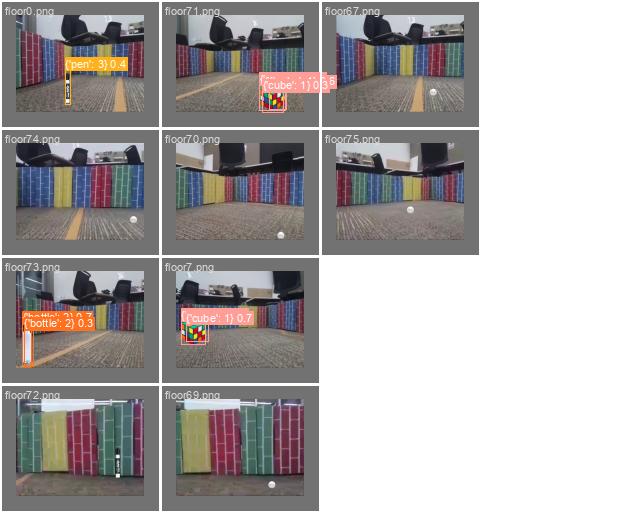 floor0.png
{'pen': 3} 0.4
floor71.png
{'cube': 1} 0.3
floor67.png
floor74.png
floor70.png
floor75.png
floor73.png
{'bottle': 2} 0.3
floor7.png
{'cube': 1} 0.7
floor72.png
floor69.png